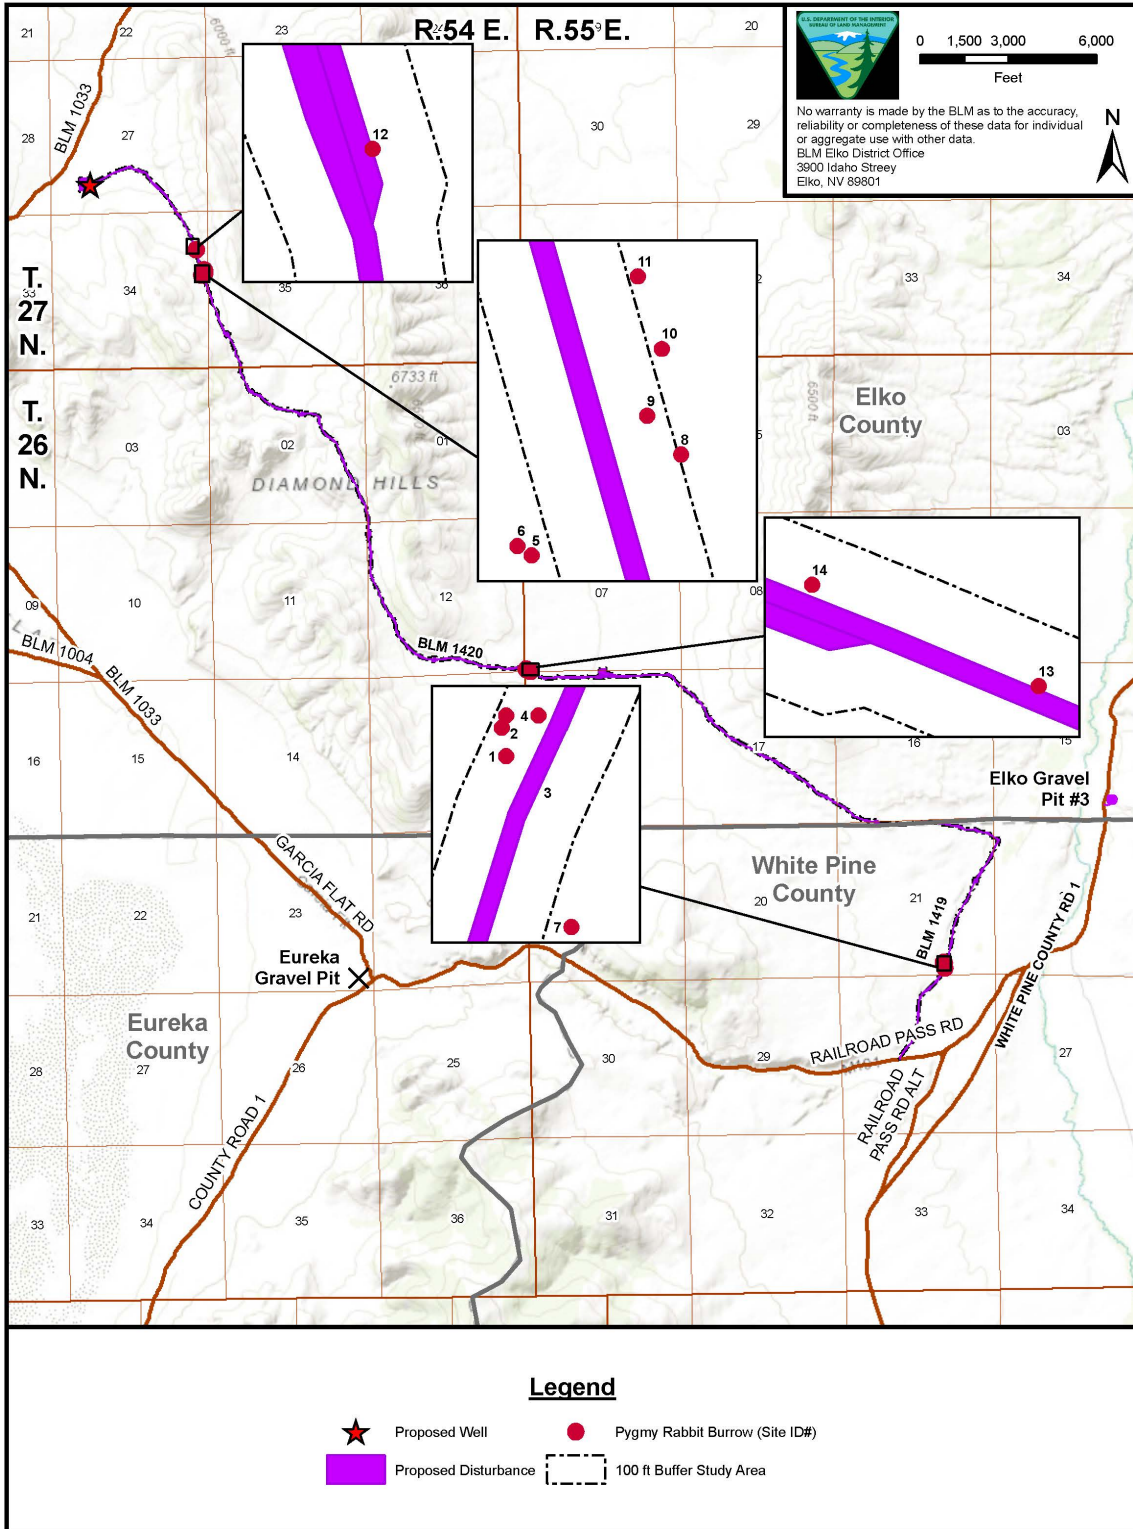 R.54 E. R.55 E.
U.S. DEPARTMENT OF THE INTERIOR
BUREAU OF LAND MANAGEMENT
0 1,500 3,000 6,000
Feet
No warranty is made by the BLM as to the accuracy,
reliability or completeness of these data for individual
or aggregate use with other data.
BLM Elko District Office
3900 Idaho Streey
Elko, NV 89801
N
21
22
23
20
6000 ft
BLM 1033
28
27
30
29
12
T.
27
N.
33
34
35
36
33
34
11
10
9
8
6
5
T.
26
N.
6733 ft
6500 ft
Elko
County
03
02
01
03
DIAMOND HILLS
09
10
11
12
07
08
14
13
BLM 1004
BLM 1033
BLM 1420
4
2
1
3
7
16
15
14
17
16
15
Elko Gravel
Pit #3
GARCIA FLAT RD
White Pine
County
21
22
23
20
21
BLM 1419
WHITE PINE COUNTY RD 1
Eureka
Gravel Pit
Eureka
County
RAILROAD PASS RD
28
27
26
25
30
29
27
RAILROAD
PASS RD ALT
COUNTY ROAD 1
33
34
35
36
31
32
33
34
Legend
Proposed Well
Pygmy Rabbit Burrow (Site ID#)
Proposed Disturbance
100 ft Buffer Study Area